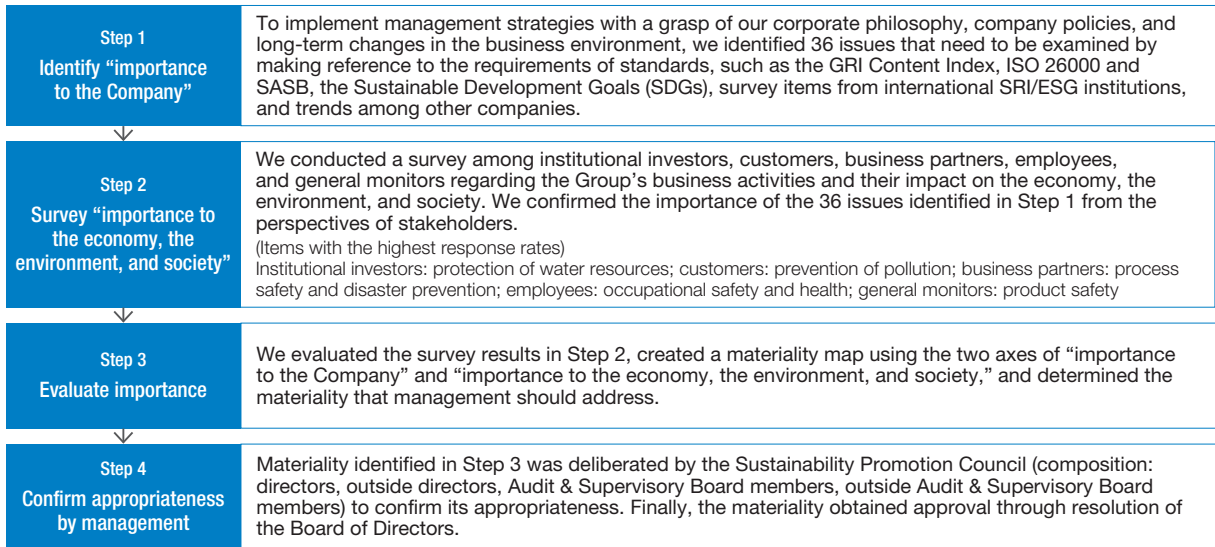 Step 1
Identify “importance
to the Company”
To implement management strategies with a grasp of our corporate philosophy, company policies, and
long-term changes in the business environment, we identified 36 issues that need to be examined by
making reference to the requirements of standards, such as the GRI Content Index, ISO 26000 and
SASB, the Sustainable Development Goals (SDGs), survey items from international SRI/ESG institutions,
and trends among other companies.
Step 2
Survey “importance to
the economy, the
environment, and society”
We conducted a survey among institutional investors, customers, business partners, employees,
and general monitors regarding the Group’s business activities and their impact on the economy, the
environment, and society. We confirmed the importance of the 36 issues identified in Step 1 from the
perspectives of stakeholders.
(Items with the highest response rates)
Institutional investors: protection of water resources; customers: prevention of pollution; business partners: process
safety and disaster prevention; employees: occupational safety and health; general monitors: product safety
Step 3
Evaluate importance
We evaluated the survey results in Step 2, created a materiality map using the two axes of “importance
to the Company” and “importance to the economy, the environment, and society,” and determined the
materiality that management should address.
Step 4
Confirm appropriateness
by management
Materiality identified in Step 3 was deliberated by the Sustainability Promotion Council (composition:
directors, outside directors, Audit & Supervisory Board members, outside Audit & Supervisory Board
members) to confirm its appropriateness. Finally, the materiality obtained approval through resolution of
the Board of Directors.